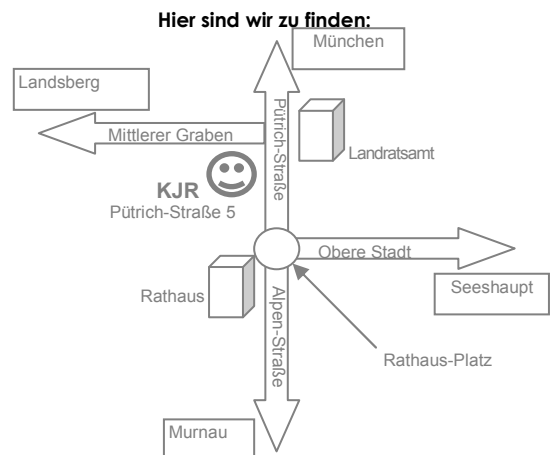 Hier sind wir zu finden:
München
Landsberg
Pütrich-Straße
Mittlerer Graben
Landratsamt
KJR
Pütrich-Straße 5
Obere Stadt
Rathaus
Alpen-Straße
Seeshaupt
Rathaus-Platz
Murnau